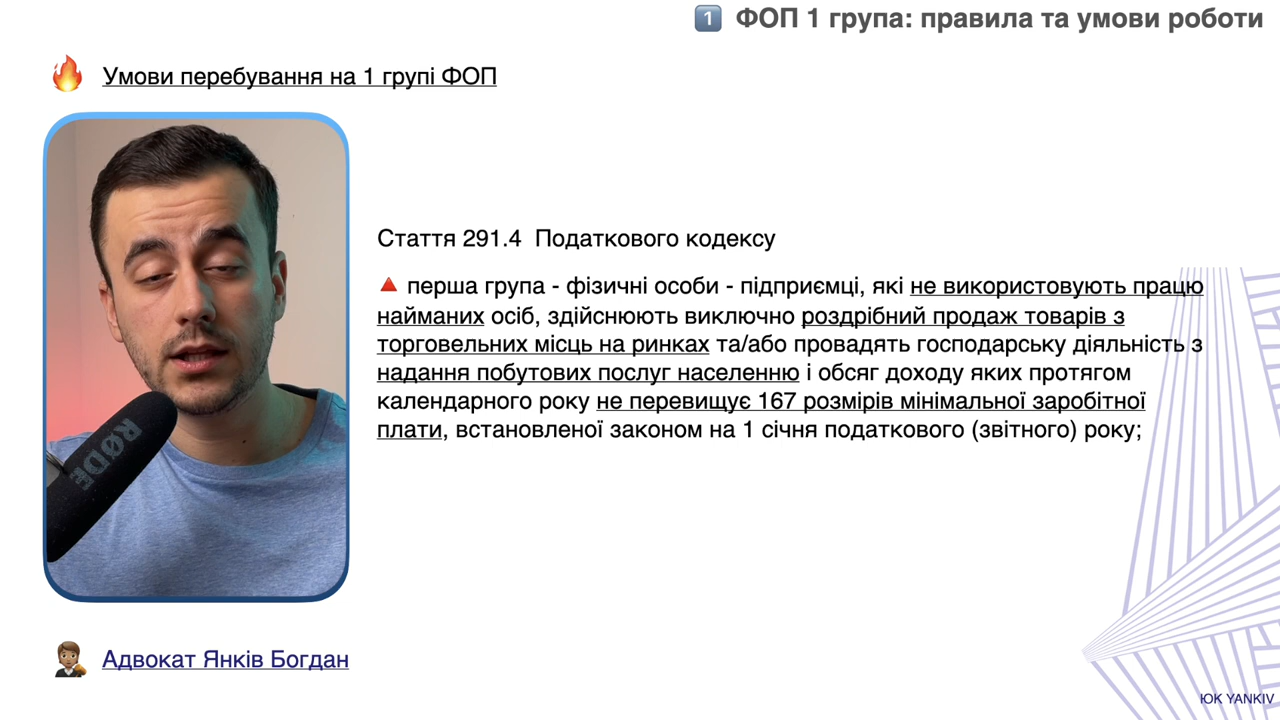 1 ФОП 1 група: правила та умови роботи
Умови перебування на 1 групі ФОП
Стаття 291.4 Податкового кодексу
перша група - фізичні особи - підприємці, які не використовують працю
найманих осіб, здійснюють виключно роздрібний продаж товарів з
торговельних місць на ринках та/або провадять господарську діяльність з
надання побутових послуг населенню і обсяг доходу яких протягом
календарного року не перевищує 167 розмірів мінімальної заробітної
плати, встановленої законом на 1 січня податкового (звітного) року;
RØDE
Адвокат Янків Богдан
ЮК YANKIV